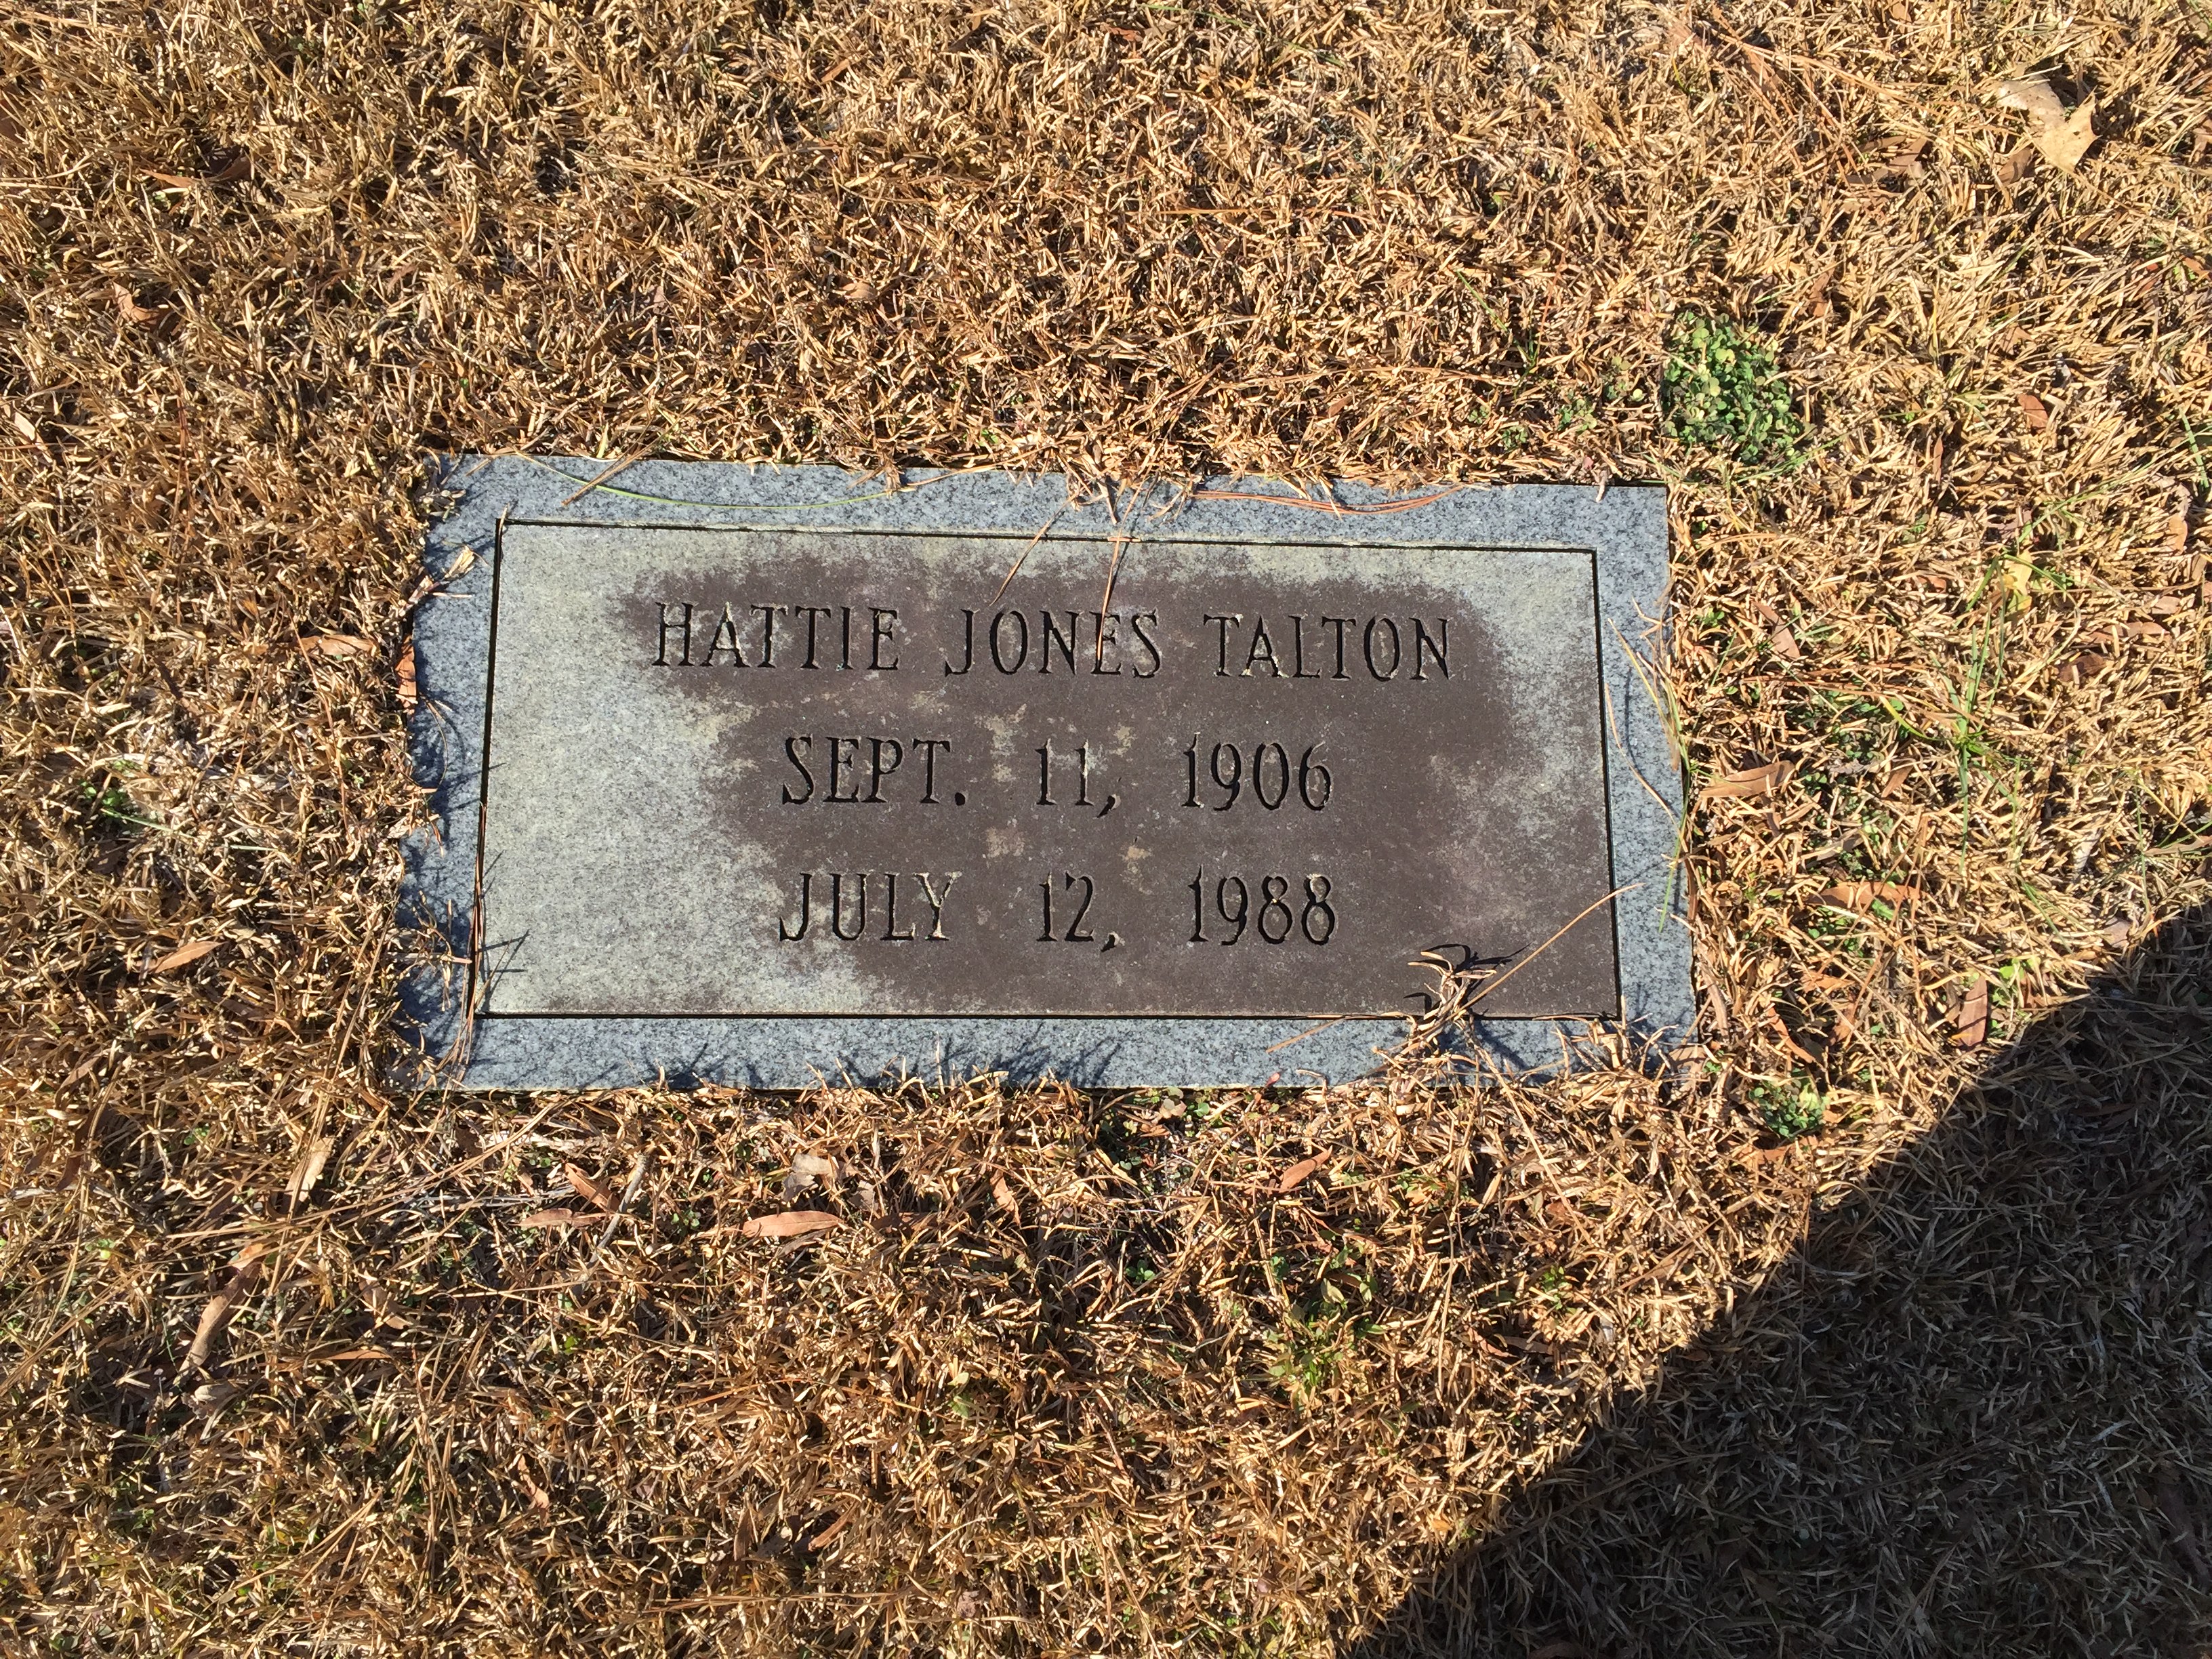 HATTIE JONES TALTON
SEPT. 11, 1906
JULY 12, 1988